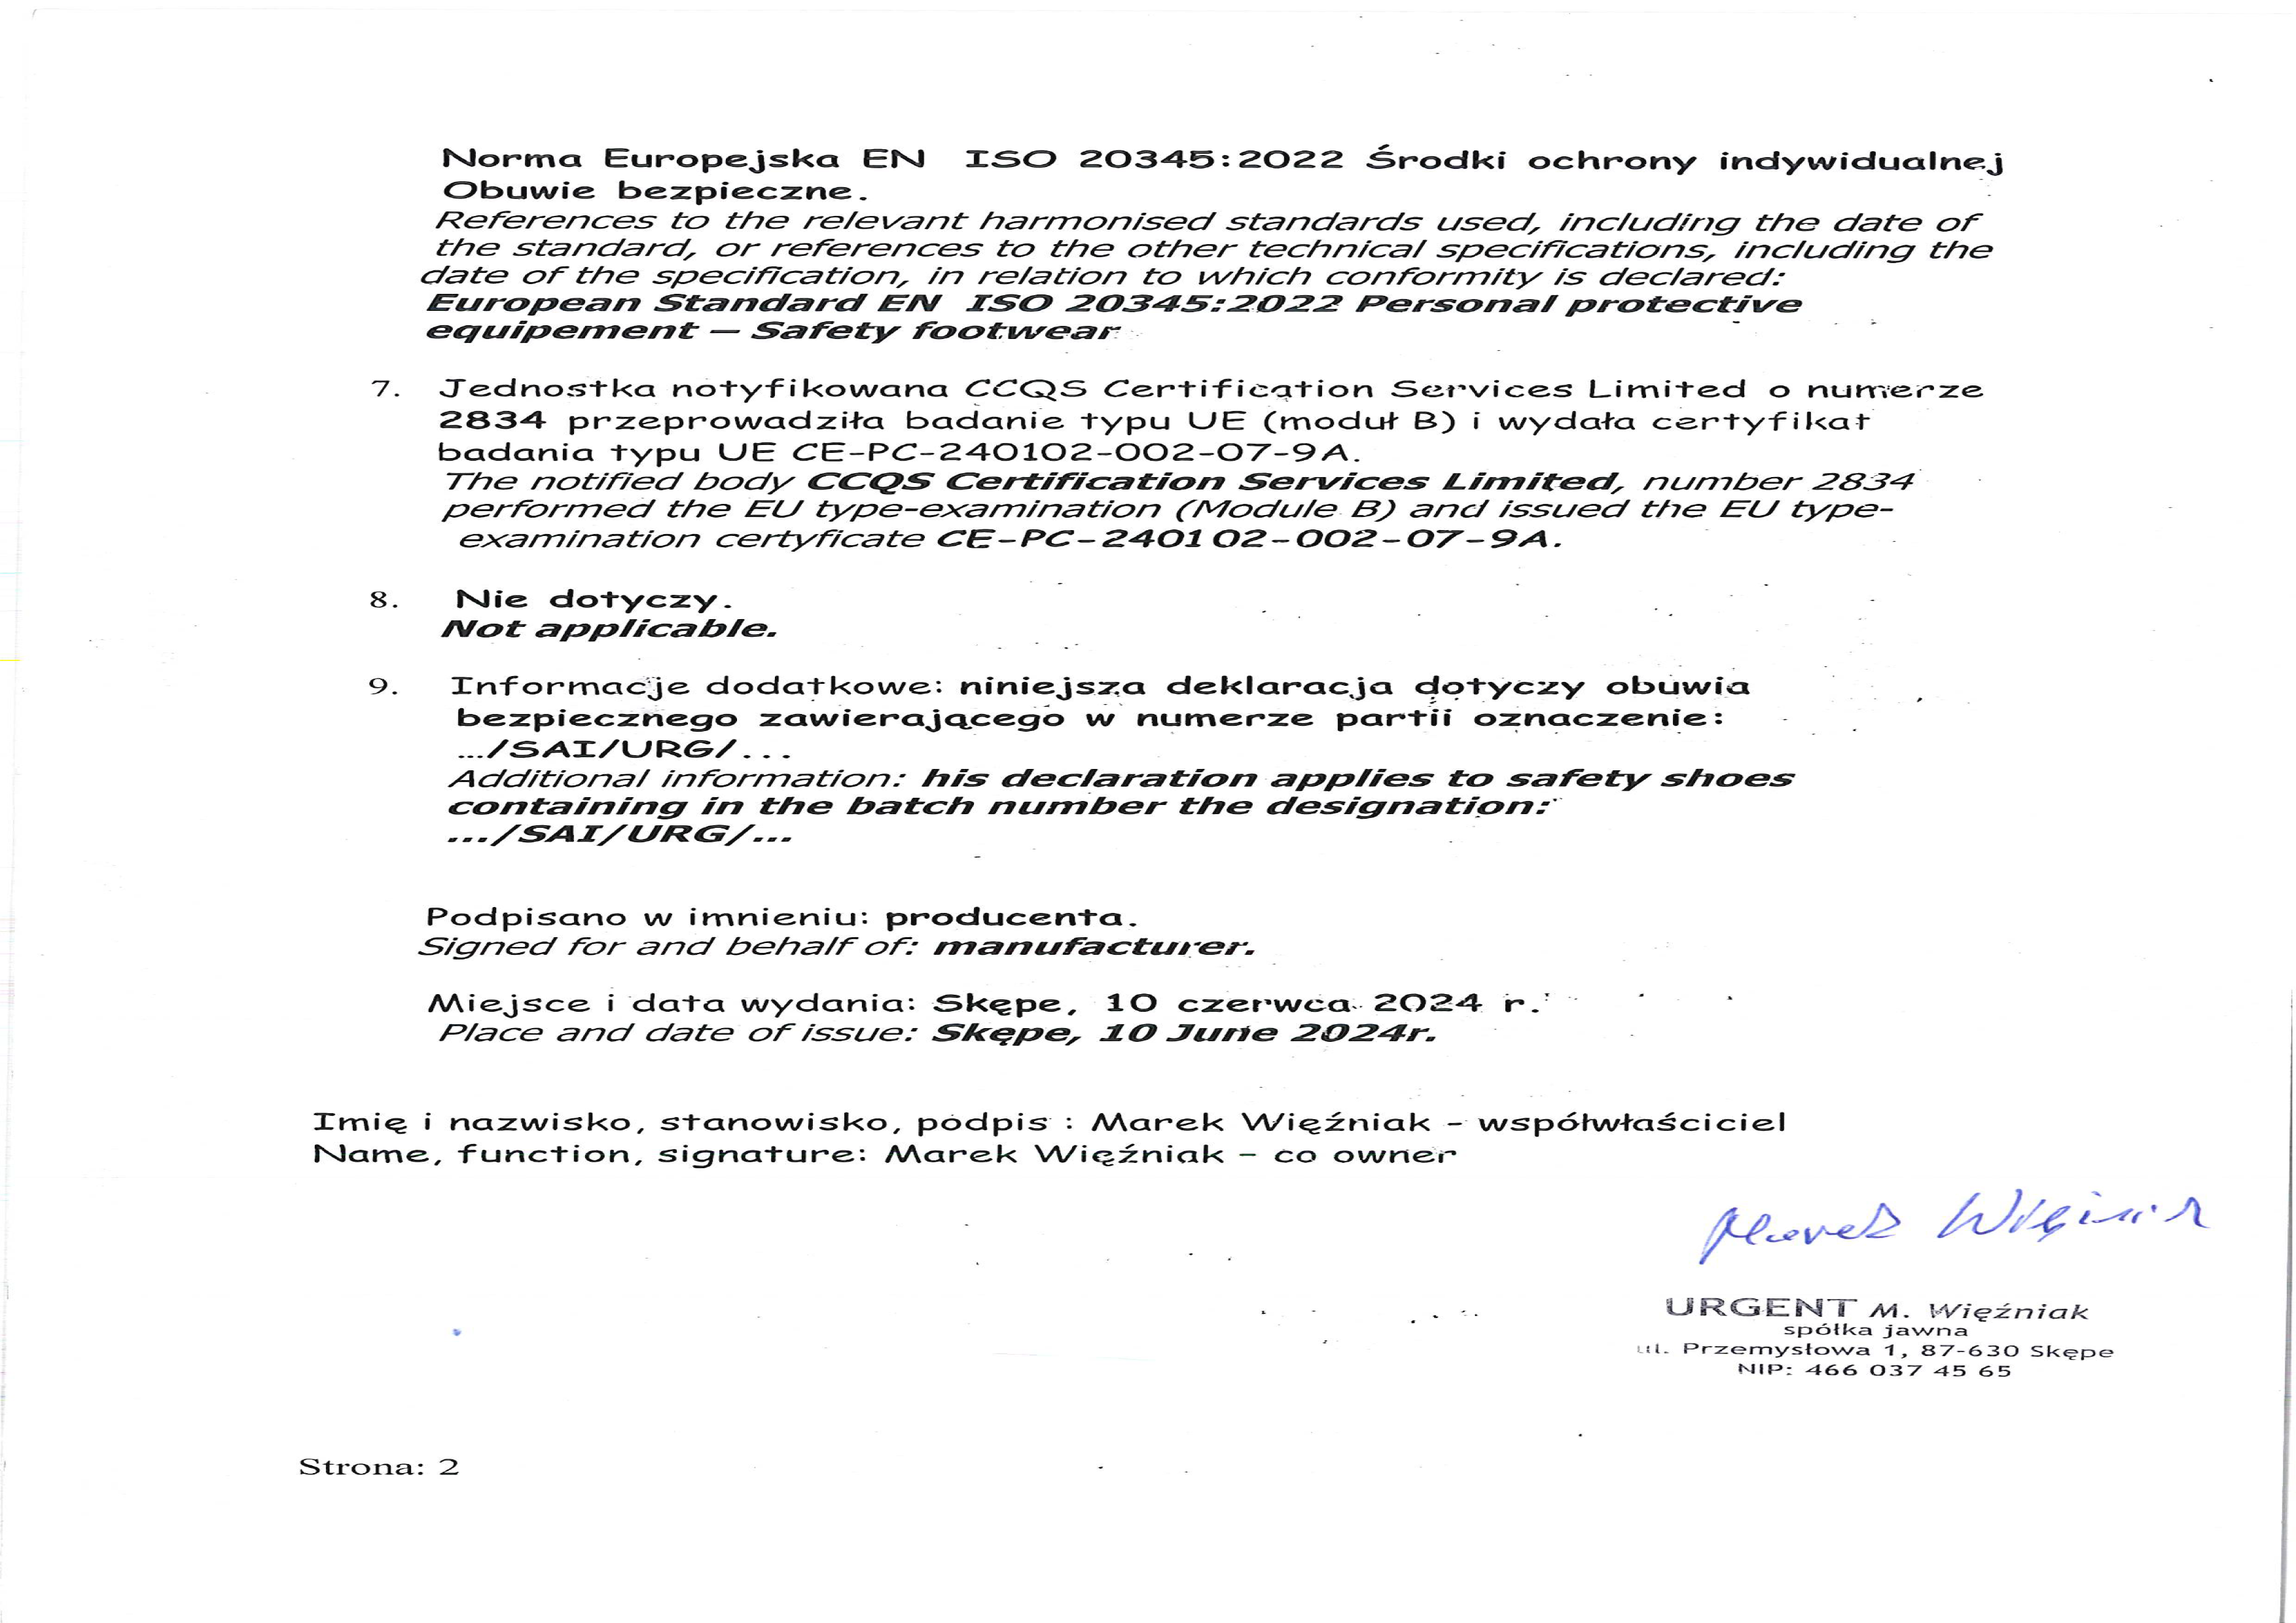 Norma Europejska EN ISO 20345:2022 Środki ochrony indywidualnej
Obuwie bezpieczne.
References to the relevant harmonised standards used, including the date of
the standard, or references to the other technical specifications, including the
date of the specification, in relation to which conformity is declared:
European Standard EN ISO 20345:2022 Personal protective
equipement – Safety footwear
7. Jednostka notyfikowana CCQS Certification Services Limited o numerze
2834 przeprowadziła badanie typu UE (moduł B) i wydała certyfikat
badania typu UE CE-PC-240102-002-07-9A.
The notified body CCQS Certification Services Limited, number 2834
performed the EU type-examination (Module B) and issued the EU type-
examination certyficate CE-PC-240102-002-07-9A.
8. Nie dotyczy.
Not applicable.
9. Informacje dodatkowe: niniejsza deklaracja dotyczy obuwia
bezpiecznego zawierającego w numerze partii oznaczenie:
.../SAI/URG/...
Additional information: his declaration applies to safety shoes
containing in the batch number the designation:
.../SAI/URG/...
Podpisano w imnieniu: producenta.
Signed for and behalf of: manufacturer.
Miejsce i data wydania: Skępe, 10 czerwca 2024 r.
Place and date of issue: Skępe, 10 June 2024r.
Imię i nazwisko, stanowisko, podpis : Marek Więźniak - współwłaściciel
Name, function, signature: Marek Więźniak - co owner
Marek Więźniak
URGENT M. Więźniak
spółka jawna
ul. Przemysłowa 1, 87-630 Skępe
NIP: 466 037 45 65
Strona: 2